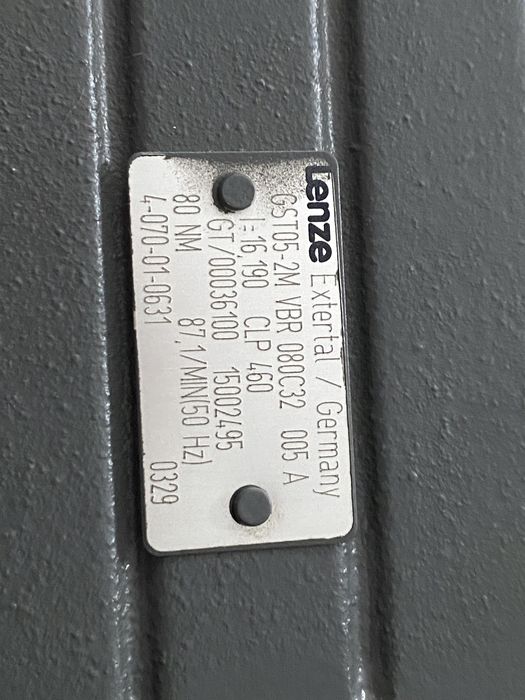 Lenze Extertal / Germany
GST05-2M VBR 080C32 005 A
I=16,190 CLP 460
GT/00036100 15002495
80 NM 87,1/MIN(50 Hz)
4-070-01-0631 0329